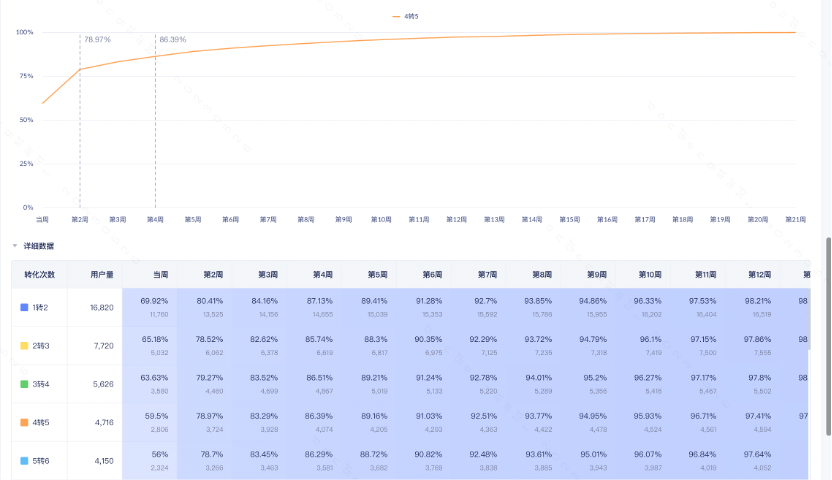 4转5
100%
78.97%
86.39%
75%
50%
25%
0%
当周 第2周 第3周 第4周 第5周 第6周 第7周 第8周 第9周 第10周 第11周 第12周 第13周 第14周 第15周 第16周 第17周 第18周 第19周 第20周 第21周
详细数据
转化次数 用户量 当周 第2周 第3周 第4周 第5周 第6周 第7周 第8周 第9周 第10周 第11周 第12周
1转2 16,820 69.92% 80.41% 84.16% 87.13% 89.41% 91.28% 92.7% 93.85% 94.86% 96.33% 97.53% 98.21% 98
11,760 13,525 14,156 14,655 15,039 15,353 15,592 15,786 15,955 16,202 16,404 16,518
2转3 7,720 65.18% 78.52% 82.62% 85.74% 88.3% 90.35% 92.29% 93.72% 94.79% 96.1% 97.15% 97.86% 98
5,032 6,062 6,378 6,619 6,817 6,975 7,125 7,235 7,318 7,419 7,500 7,555
3转4 5,626 63.63% 79.27% 83.52% 86.51% 89.21% 91.24% 92.78% 94.01% 95.2% 96.27% 97.17% 97.8% 98
3,580 4,460 4,699 4,867 5,019 5,133 5,220 5,289 5,356 5,416 5,467 5,502
4转5 4,716 59.5% 78.97% 83.29% 86.39% 89.16% 91.03% 92.51% 93.77% 94.95% 95.93% 96.71% 97.41% 97
2,806 3,724 3,928 4,074 4,205 4,293 4,363 4,422 4,478 4,524 4,561 4,594
5转6 4,150 56% 78.7% 83.45% 86.29% 88.72% 90.82% 92.48% 93.61% 95.01% 96.07% 96.84% 97.64%
2,324 3,266 3,463 3,581 3,682 3,769 3,838 3,885 3,943 3,987 4,019 4,052